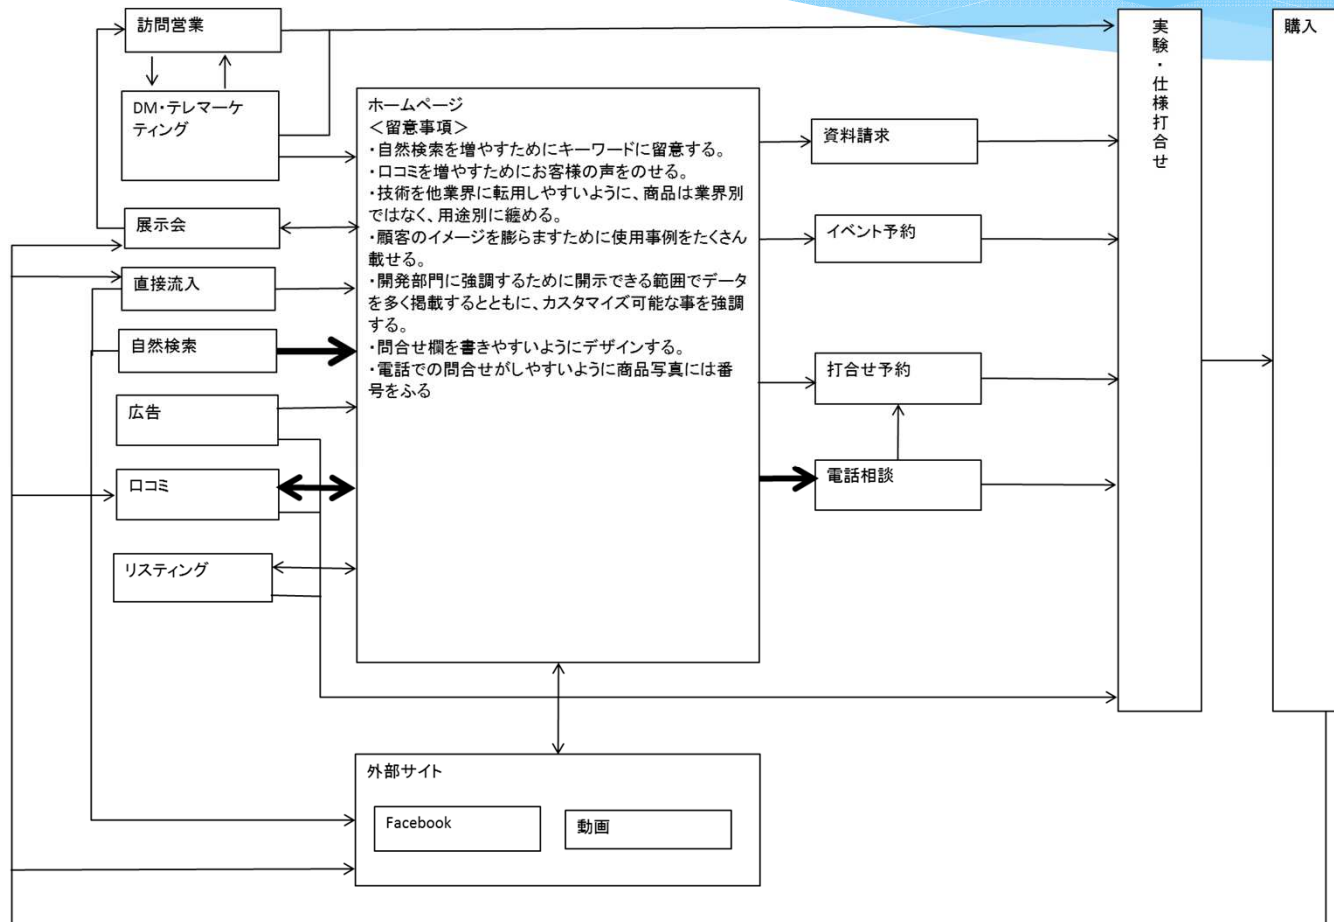 訪問営業
DM・テレマーケ
ティング
展示会
直接流入
自然検索
広告
口コミ
リスティング
ホームページ
＜留意事項＞
・自然検索を増やすためにキーワードに留意する。
・口コミを増やすためにお客様の声をのせる。
・技術を他業界に転用しやすいように、商品は業界別
ではなく、用途別に纏める。
・顧客のイメージを膨らますために使用事例をたくさん
載せる。
・開発部門に強調するために開示できる範囲でデータ
を多く掲載するとともに、カスタマイズ可能な事を強調
する。
・問合せ欄を書きやすいようにデザインする。
・電話での問合せがしやすいように商品写真には番
号をふる
資料請求
イベント予約
打合せ予約
電話相談
実験・仕様打合せ
購入
外部サイト
Facebook
動画